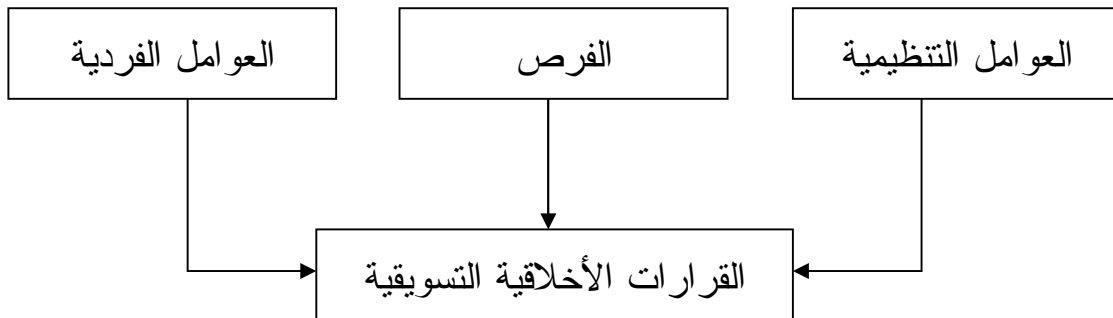 العوامل التنظيمية
الفرص
العوامل الفردية
القرارات الأخلاقية التسويقية